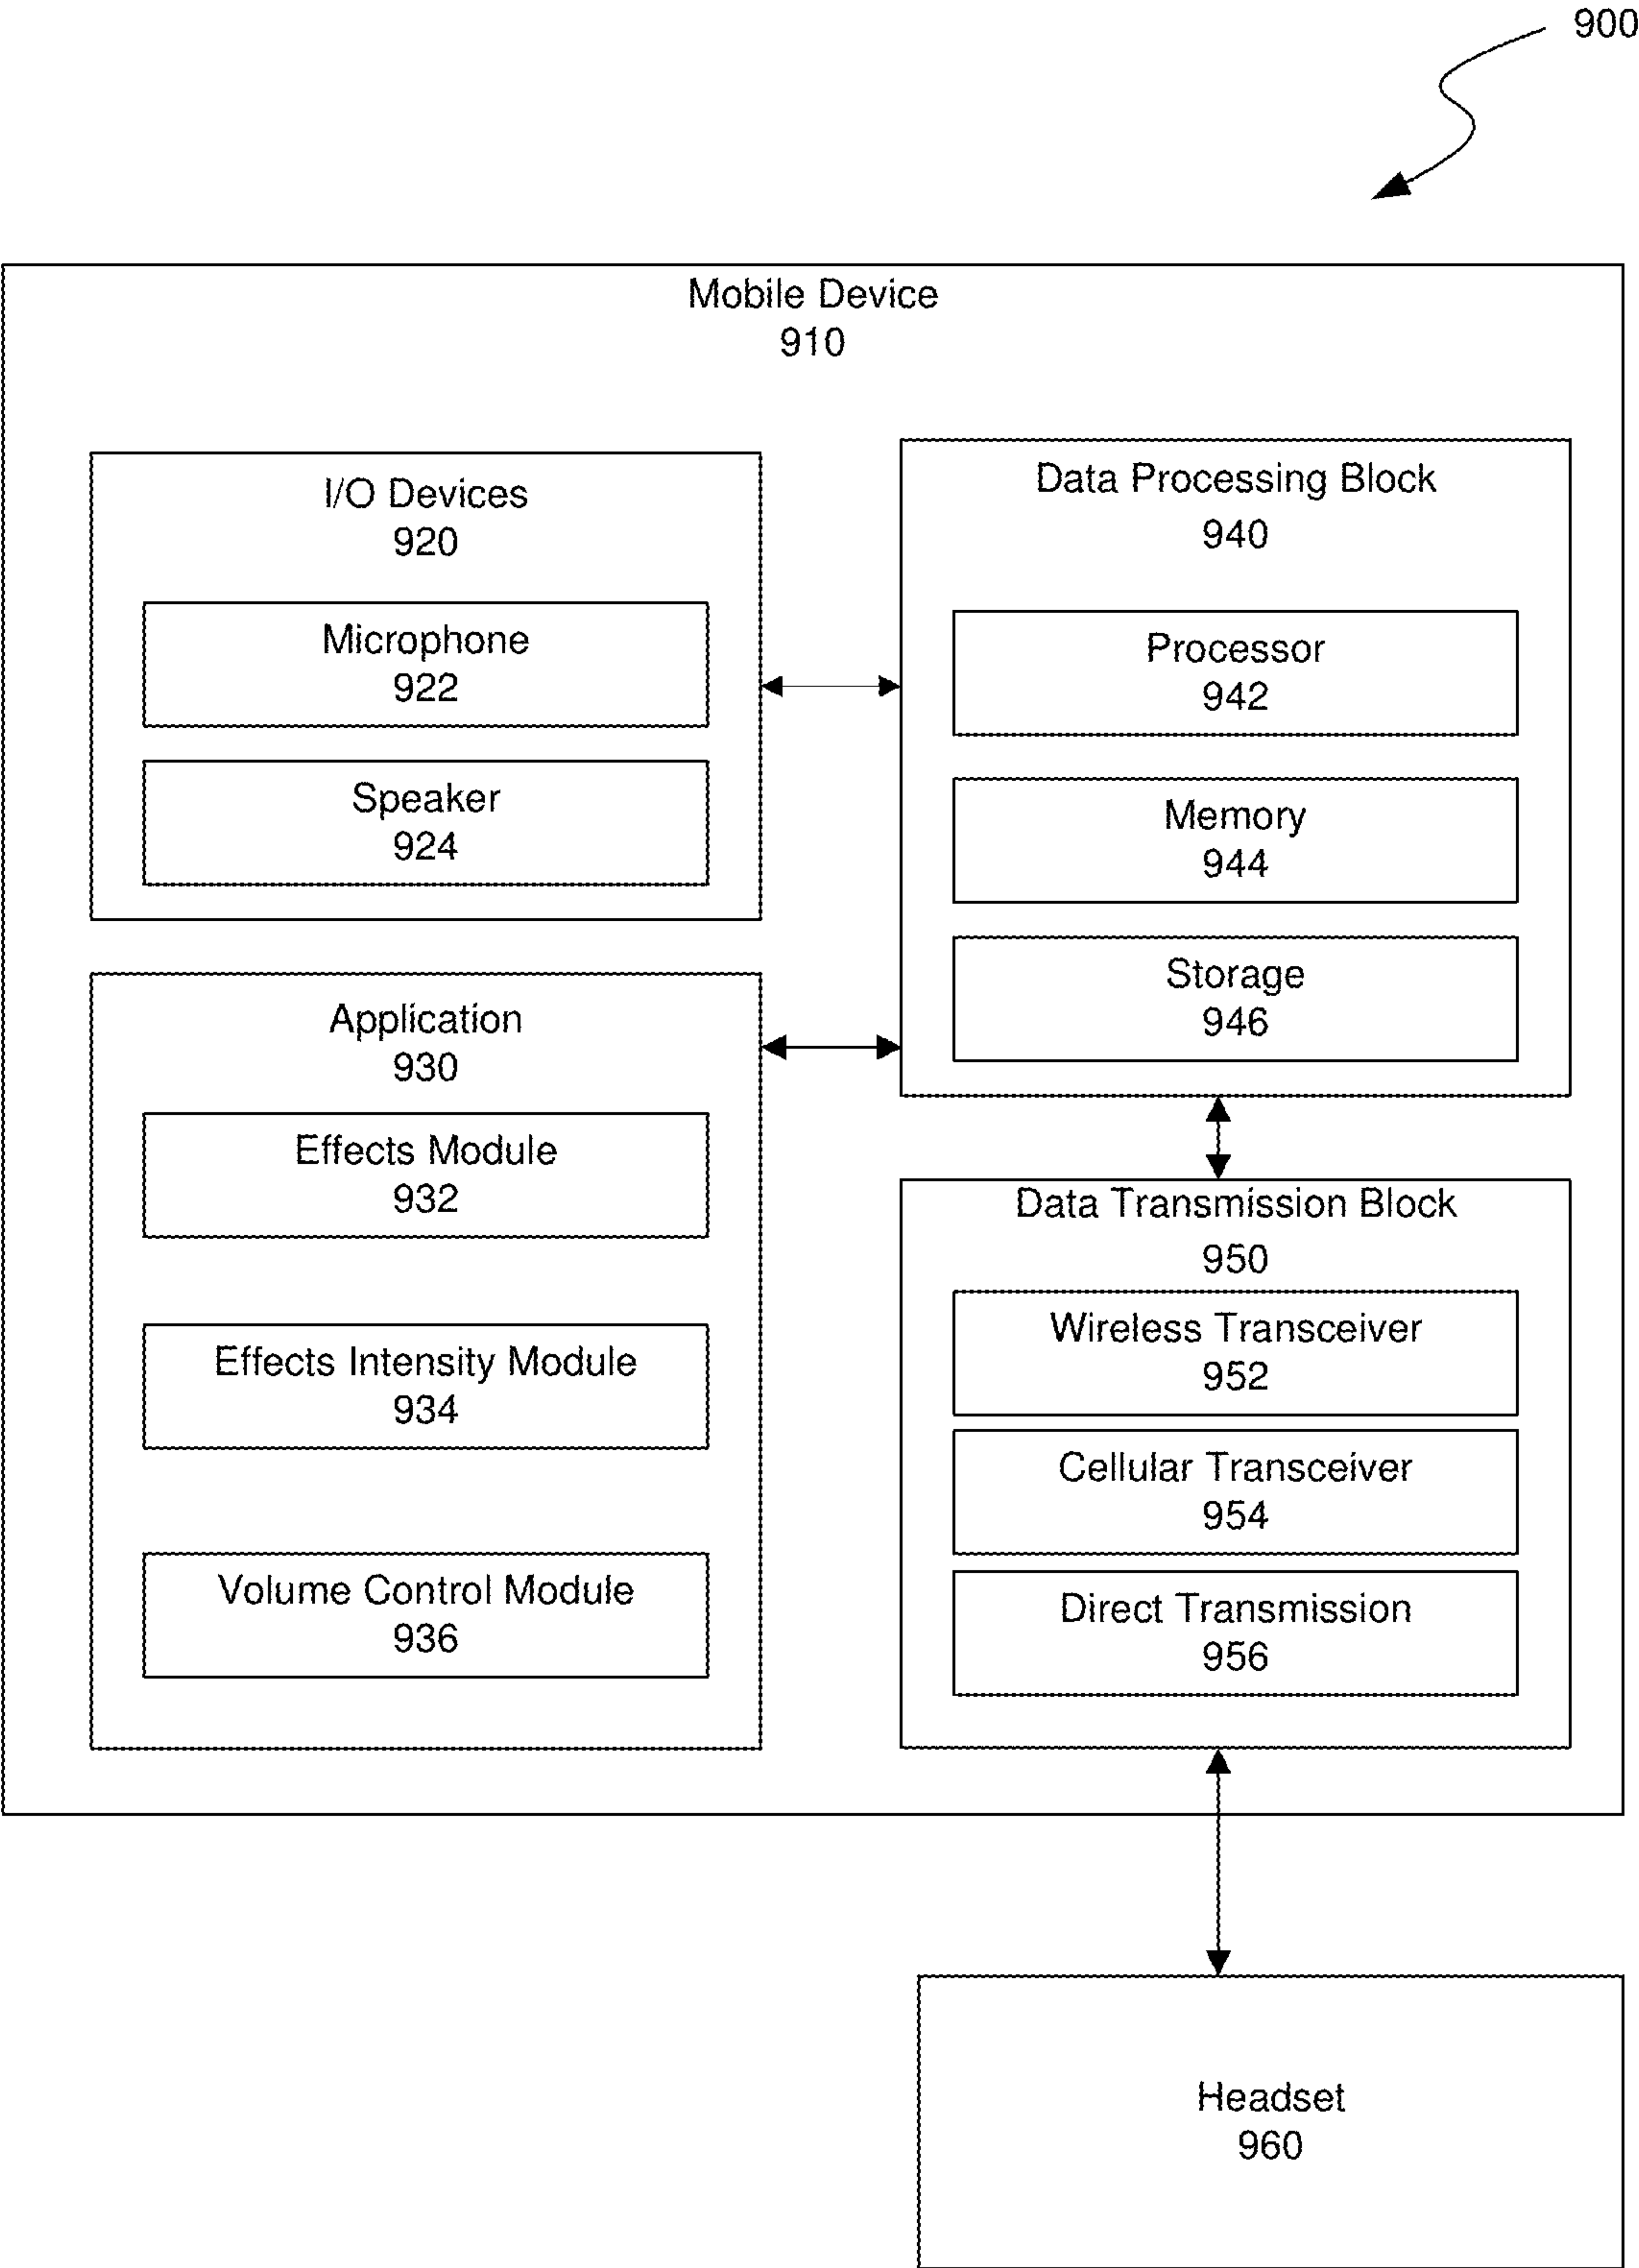 900
Mobile Device
910
I/O Devices
920
Microphone
922
Speaker
924
Application
930
Effects Module
932
Effects Intensity Module
934
Volume Control Module
936
Data Processing Block
940
Processor
942
Memory
944
Storage
946
Data Transmission Block
950
Wireless Transceiver
952
Cellular Transceiver
954
Direct Transmission
956
Headset
960